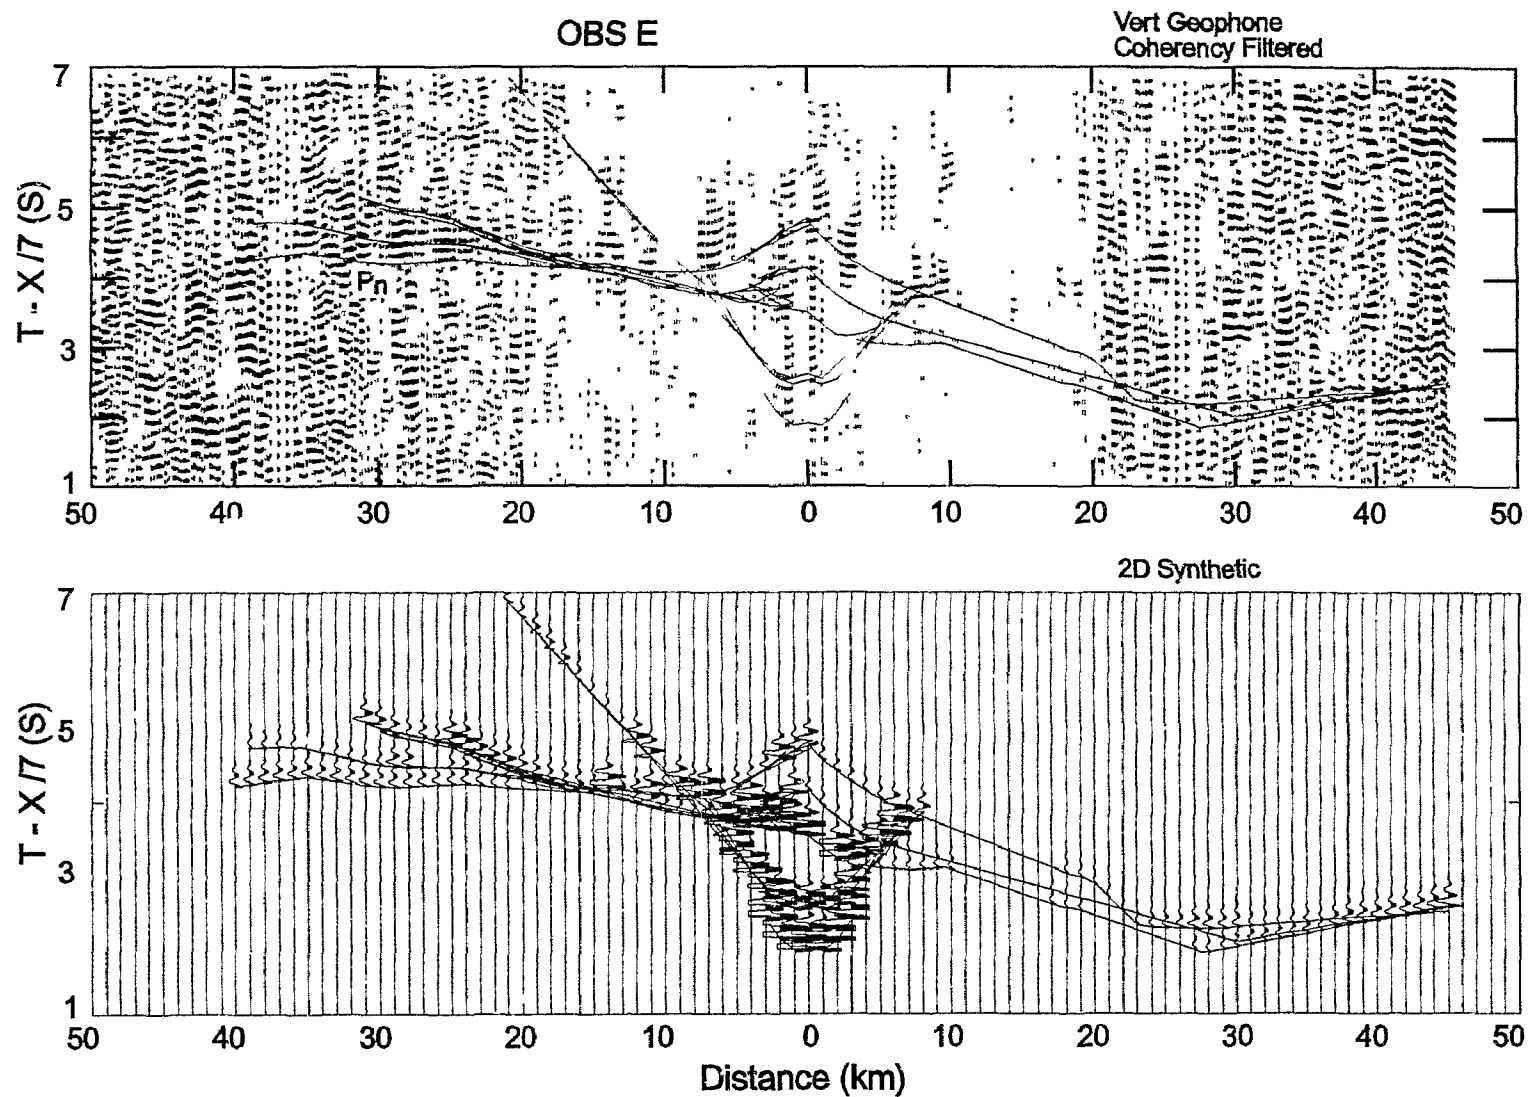 OBS E
Vert Geophone
Coherency Filtered
T - X/7 (S)
7
5
3
1
Pn
50 40 30 20 10 0 10 20 30 40 50
2D Synthetic
T - X/7 (S)
7
5
3
1
50 40 30 20 10 0 10 20 30 40 50
Distance (km)